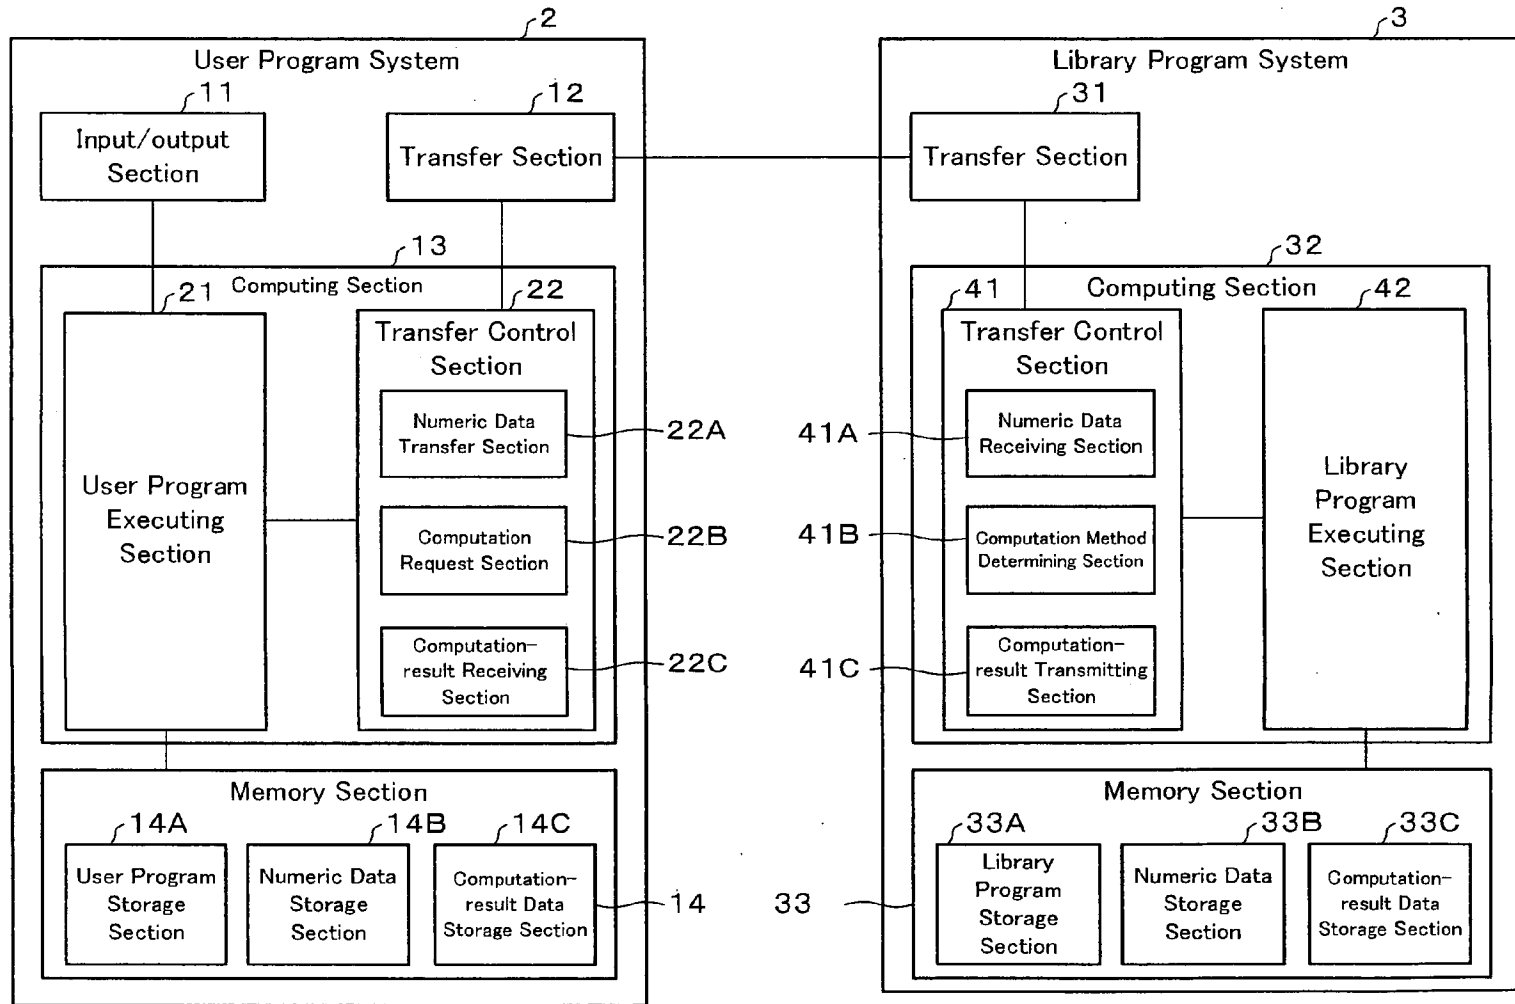 2
User Program System
11
Input/output
Section
12
Transfer Section
13
Computing Section
21
User Program
Executing
Section
22
Transfer Control
Section
Numeric Data
Transfer Section
22A
Computation
Request Section
22B
Computation-
result Receiving
Section
22C
Memory Section
14A
User Program
Storage
Section
14B
Numeric Data
Storage
Section
14C
Computation-
result Data
Storage Section
14
3
Library Program System
31
Transfer Section
32
Computing Section
41
Transfer Control
Section
41A
Numeric Data
Receiving Section
41B
Computation Method
Determining Section
41C
Computation-
result Transmitting
Section
42
Library
Program
Executing
Section
33
Memory Section
33A
Library
Program
Storage
Section
33B
Numeric Data
Storage
Section
33C
Computation-
result Data
Storage Section